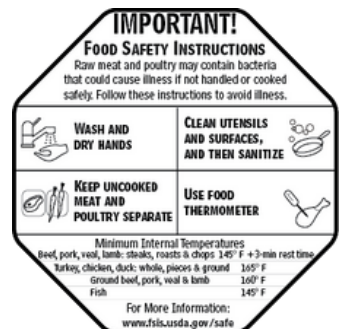 IMPORTANT!
FOOD SAFETY INSTRUCTIONS
Raw meat and poultry may contain bacteria
that could cause illness if not handled or cooked
safely. Follow these instructions to avoid illness.
WASH AND
DRY HANDS
CLEAN UTENSILS
AND SURFACES,
AND THEN SANITIZE
KEEP UNCOOKED
MEAT AND
POULTRY SEPARATE
USE FOOD
THERMOMETER
Minimum Internal Temperatures
Beef, pork, veal, lamb: steaks, roasts & chops 145° F +3-min rest time
Turkey, chicken, duck: whole, pieces & ground 165° F
Ground beef, pork, veal & lamb 160° F
Fish 145° F
For More Information:
www.fsis.usda.gov/safe